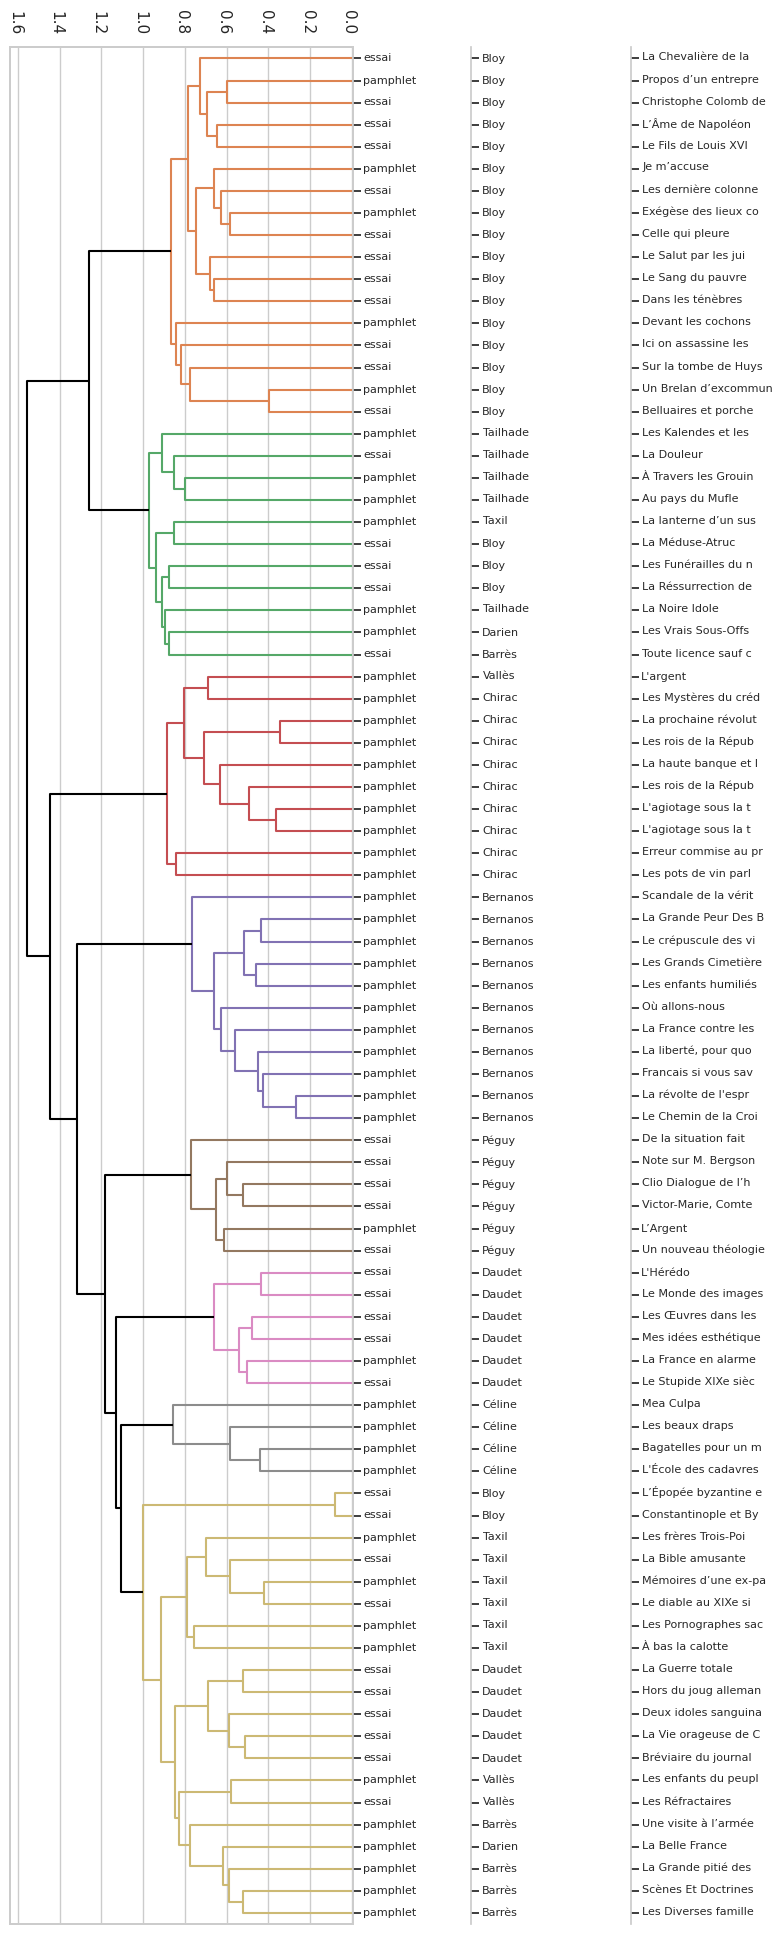 1.6 1.4 1.2 1.0 0.8 0.6 0.4 0.2 0.0
essai Bloy La Chevalière de la
pamphlet Bloy Propos d’un entrepre
essai Bloy Christophe Colomb de
essai Bloy L’Âme de Napoléon
essai Bloy Le Fils de Louis XVI
pamphlet Bloy Je m’accuse
essai Bloy Les dernière colonne
pamphlet Bloy Exégèse des lieux co
essai Bloy Celle qui pleure
essai Bloy Le Salut par les jui
essai Bloy Le Sang du pauvre
essai Bloy Dans les ténèbres
pamphlet Bloy Devant les cochons
essai Bloy Ici on assassine les
essai Bloy Sur la tombe de Huys
pamphlet Bloy Un Brelan d’excommun
essai Bloy Belluaires et porche
pamphlet Tailhade Les Kalendes et les
essai Tailhade La Douleur
pamphlet Tailhade À Travers les Grouin
pamphlet Tailhade Au pays du Mufle
pamphlet Taxil La lanterne d’un sus
essai Bloy La Méduse-Atruc
essai Bloy Les Funérailles du n
essai Bloy La Réssurrection de
pamphlet Tailhade La Noire Idole
pamphlet Darien Les Vrais Sous-Offs
essai Barrès Toute licence sauf c
pamphlet Vallès L'argent
pamphlet Chirac Les Mystères du créd
pamphlet Chirac La prochaine révolut
pamphlet Chirac Les rois de la Répub
pamphlet Chirac La haute banque et l
pamphlet Chirac Les rois de la Répub
pamphlet Chirac L'agiotage sous la t
pamphlet Chirac L'agiotage sous la t
pamphlet Chirac Erreur commise au pr
pamphlet Chirac Les pots de vin parl
pamphlet Bernanos Scandale de la vérit
pamphlet Bernanos La Grande Peur Des B
pamphlet Bernanos Le crépuscule des vi
pamphlet Bernanos Les Grands Cimetière
pamphlet Bernanos Les enfants humiliés
pamphlet Bernanos Où allons-nous
pamphlet Bernanos La France contre les
pamphlet Bernanos La liberté, pour quo
pamphlet Bernanos Francais si vous sav
pamphlet Bernanos La révolte de l'espr
pamphlet Bernanos Le Chemin de la Croi
essai Péguy De la situation fait
essai Péguy Note sur M. Bergson
essai Péguy Clio Dialogue de l’h
essai Péguy Victor-Marie, Comte
pamphlet Péguy L’Argent
essai Péguy Un nouveau théologie
essai Daudet L'Hérédo
essai Daudet Le Monde des images
essai Daudet Les Œuvres dans les
essai Daudet Mes idées esthétique
pamphlet Daudet La France en alarme
essai Daudet Le Stupide XIXe sièc
pamphlet Céline Mea Culpa
pamphlet Céline Les beaux draps
pamphlet Céline Bagatelles pour un m
pamphlet Céline L'École des cadavres
essai Bloy L’Épopée byzantine e
essai Bloy Constantinople et By
pamphlet Taxil Les frères Trois-Poi
essai Taxil La Bible amusante
pamphlet Taxil Mémoires d’une ex-pa
essai Taxil Le diable au XIXe si
pamphlet Taxil Les Pornographes sac
pamphlet Taxil À bas la calotte
essai Daudet La Guerre totale
essai Daudet Hors du joug alleman
essai Daudet Deux idoles sanguina
essai Daudet La Vie orageuse de C
essai Daudet Bréviaire du journal
pamphlet Vallès Les enfants du peupl
essai Vallès Les Réfractaires
pamphlet Barrès Une visite à l’armée
pamphlet Darien La Belle France
pamphlet Barrès La Grande pitié des
pamphlet Barrès Scènes Et Doctrines
pamphlet Barrès Les Diverses famille